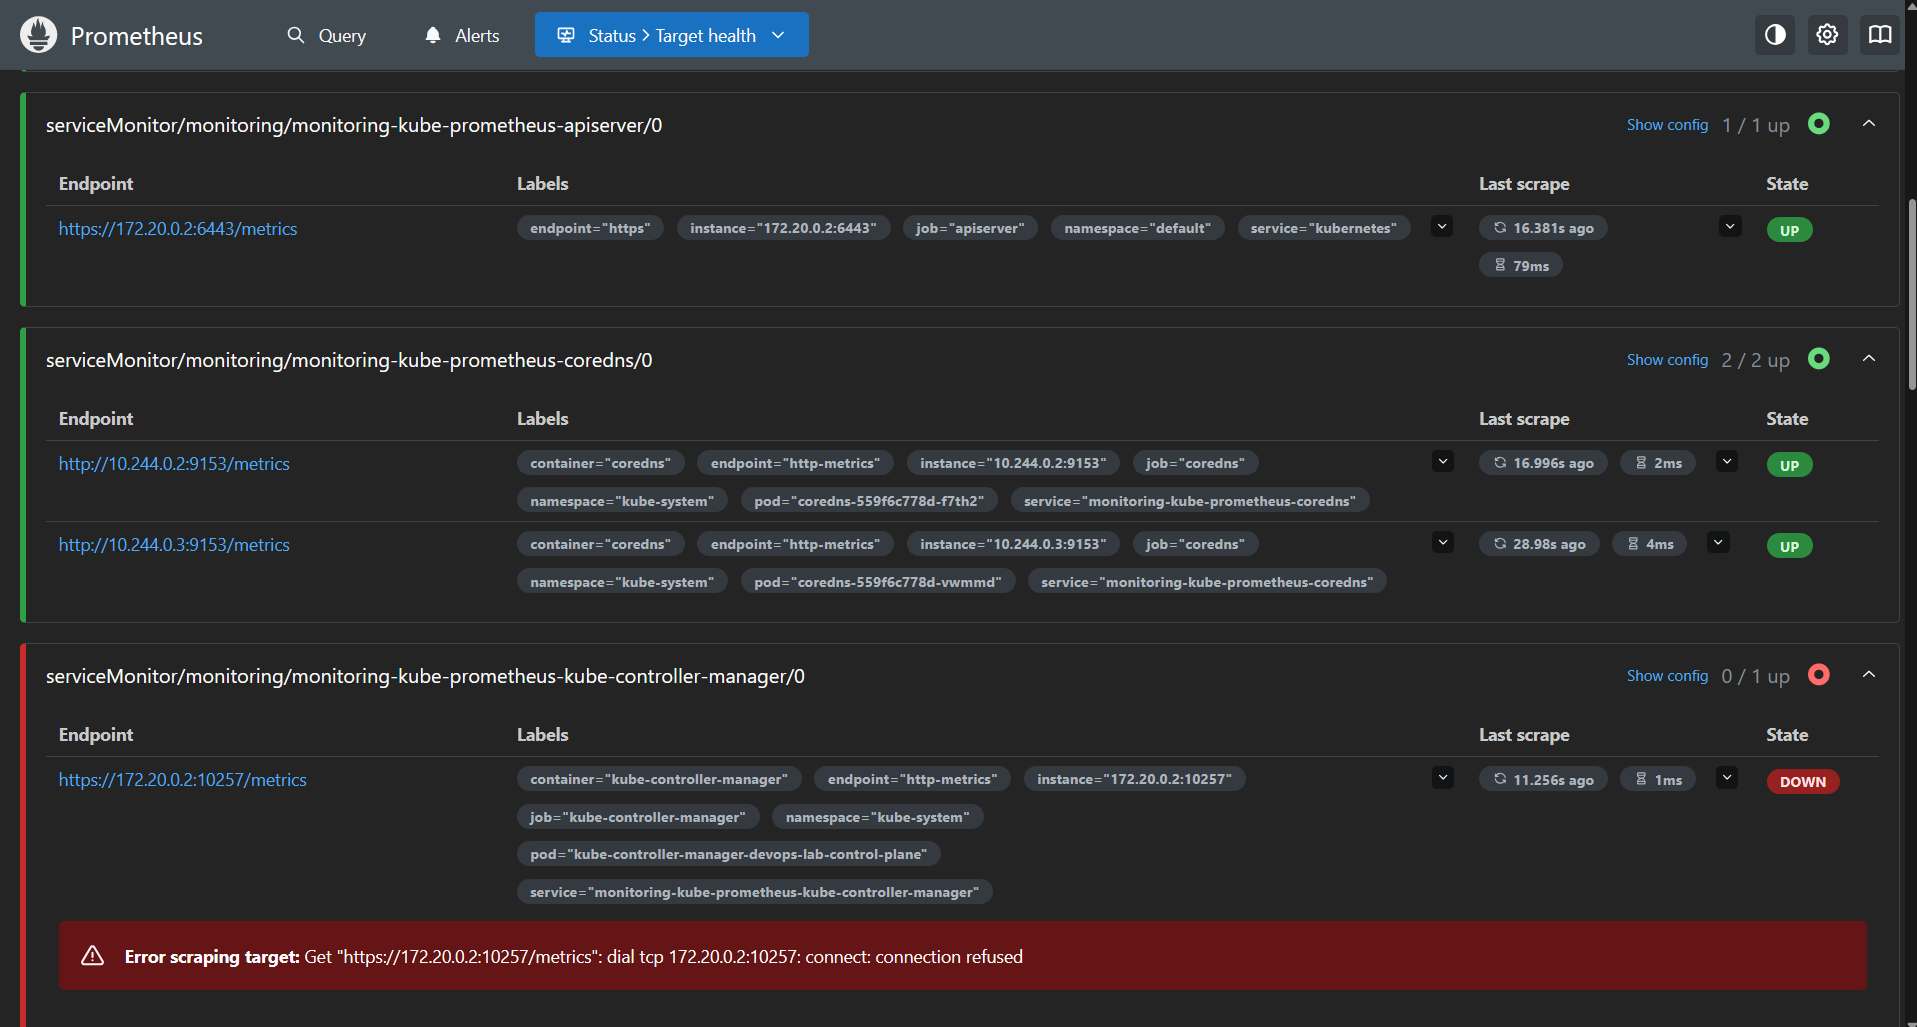 Prometheus Query Alerts Status > Target health
serviceMonitor/monitoring/monitoring-kube-prometheus-apiserver/0 Show config 1 / 1 up
Endpoint Labels Last scrape State
https://172.20.0.2:6443/metrics endpoint="https" instance="172.20.0.2:6443" job="apiserver" namespace="default" service="kubernetes" 16.381s ago UP
79ms
serviceMonitor/monitoring/monitoring-kube-prometheus-coredns/0 Show config 2 / 2 up
Endpoint Labels Last scrape State
http://10.244.0.2:9153/metrics container="coredns" endpoint="http-metrics" instance="10.244.0.2:9153" job="coredns" 16.996s ago 2ms UP
namespace="kube-system" pod="coredns-559f6c778d-f7th2" service="monitoring-kube-prometheus-coredns"
http://10.244.0.3:9153/metrics container="coredns" endpoint="http-metrics" instance="10.244.0.3:9153" job="coredns" 28.98s ago 4ms UP
namespace="kube-system" pod="coredns-559f6c778d-vwmmd" service="monitoring-kube-prometheus-coredns"
serviceMonitor/monitoring/monitoring-kube-prometheus-kube-controller-manager/0 Show config 0 / 1 up
Endpoint Labels Last scrape State
https://172.20.0.2:10257/metrics container="kube-controller-manager" endpoint="http-metrics" instance="172.20.0.2:10257" 11.256s ago 1ms DOWN
job="kube-controller-manager" namespace="kube-system"
pod="kube-controller-manager-devops-lab-control-plane"
service="monitoring-kube-prometheus-kube-controller-manager"
Error scraping target: Get "https://172.20.0.2:10257/metrics": dial tcp 172.20.0.2:10257: connect: connection refused